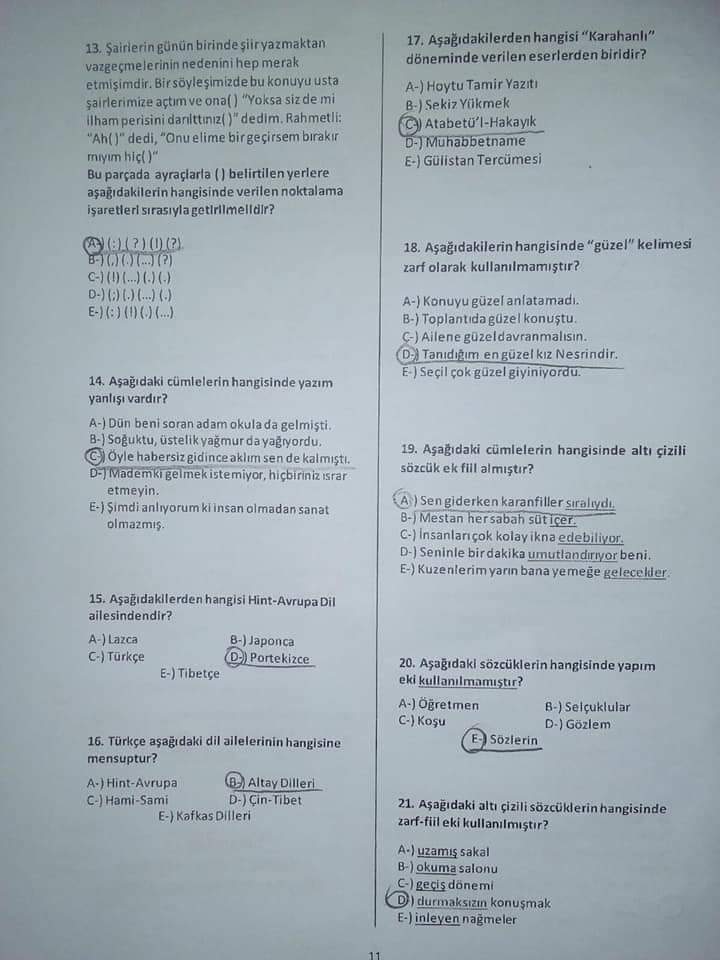 13. Şairlerin günün birinde şiir yazmaktan
vazgeçmelerinin nedenini hep merak
etmişimdir. Bir söyleşimizde bu konuyu usta
şairlerimize açtım ve ona( ) "Yoksa siz de mi
ilham perisini darılttınız( )" dedim. Rahmetli:
"Ah( )" dedi, "Onu elime bir geçirsem bırakır
mıyım hiç( )"
Bu parçada ayraçlarla ( ) belirtilen yerlere
aşağıdakilerin hangisinde verilen noktalama
işaretleri sırasıyla getirilmelidir?
A-) (:) ( ? ) (!) (?)
B-) (,) (.) (...) (?)
C-) (!) (...) (.) (.)
D-) (;) (.) (...) (.)
E-) (: ) (!) (.) (...)
14. Aşağıdaki cümlelerin hangisinde yazım
yanlışı vardır?
A-) Dün beni soran adam okula da gelmişti.
B-) Soğuktu, üstelik yağmur da yağıyordu.
C-) Öyle habersiz gidince aklım sen de kalmıştı.
D-) Mademki gelmek istemiyor, hiçbiriniz ısrar
etmeyin.
E-) Şimdi anlıyorum ki insan olmadan sanat
olmazmış.
15. Aşağıdakilerden hangisi Hint-Avrupa Dil
ailesindendir?
A-) Lazca B-) Japonca
C-) Türkçe D-) Portekizce
E-) Tibetçe
16. Türkçe aşağıdaki dil ailelerinin hangisine
mensuptur?
A-) Hint-Avrupa B-) Altay Dilleri
C-) Hami-Sami D-) Çin-Tibet
E-) Kafkas Dilleri
17. Aşağıdakilerden hangisi "Karahanlı"
döneminde verilen eserlerden biridir?
A-) Hoytu Tamir Yazıtı
B-) Sekiz Yükmek
C-) Atabetü'l-Hakayık
D-) Muhabbetname
E-) Gülistan Tercümesi
18. Aşağıdakilerin hangisinde "güzel" kelimesi
zarf olarak kullanılmamıştır?
A-) Konuyu güzel anlatamadı.
B-) Toplantıda güzel konuştu.
C-) Ailene güzel davranmalısın.
D-) Tanıdığım en güzel kız Nesrindir.
E-) Seçil çok güzel giyiniyordu.
19. Aşağıdaki cümlelerin hangisinde altı çizili
sözcük ek fiil almıştır?
A ) Sen giderken karanfiller sıralıydı.
B-) Mestan her sabah süt içer.
C-) İnsanları çok kolay ikna edebiliyor.
D-) Seninle bir dakika umutlandırıyor beni.
E-) Kuzenlerim yarın bana yemeğe gelecekler.
20. Aşağıdaki sözcüklerin hangisinde yapım
eki kullanılmamıştır?
A-) Öğretmen B-) Selçuklular
C-) Koşu D-) Gözlem
E-) Sözlerin
21. Aşağıdaki altı çizili sözcüklerin hangisinde
zarf-fiil eki kullanılmıştır?
A-) uzamış sakal
B-) okuma salonu
C-) geçiş dönemi
D-) durmaksızın konuşmak
E-) inleyen nağmeler
11